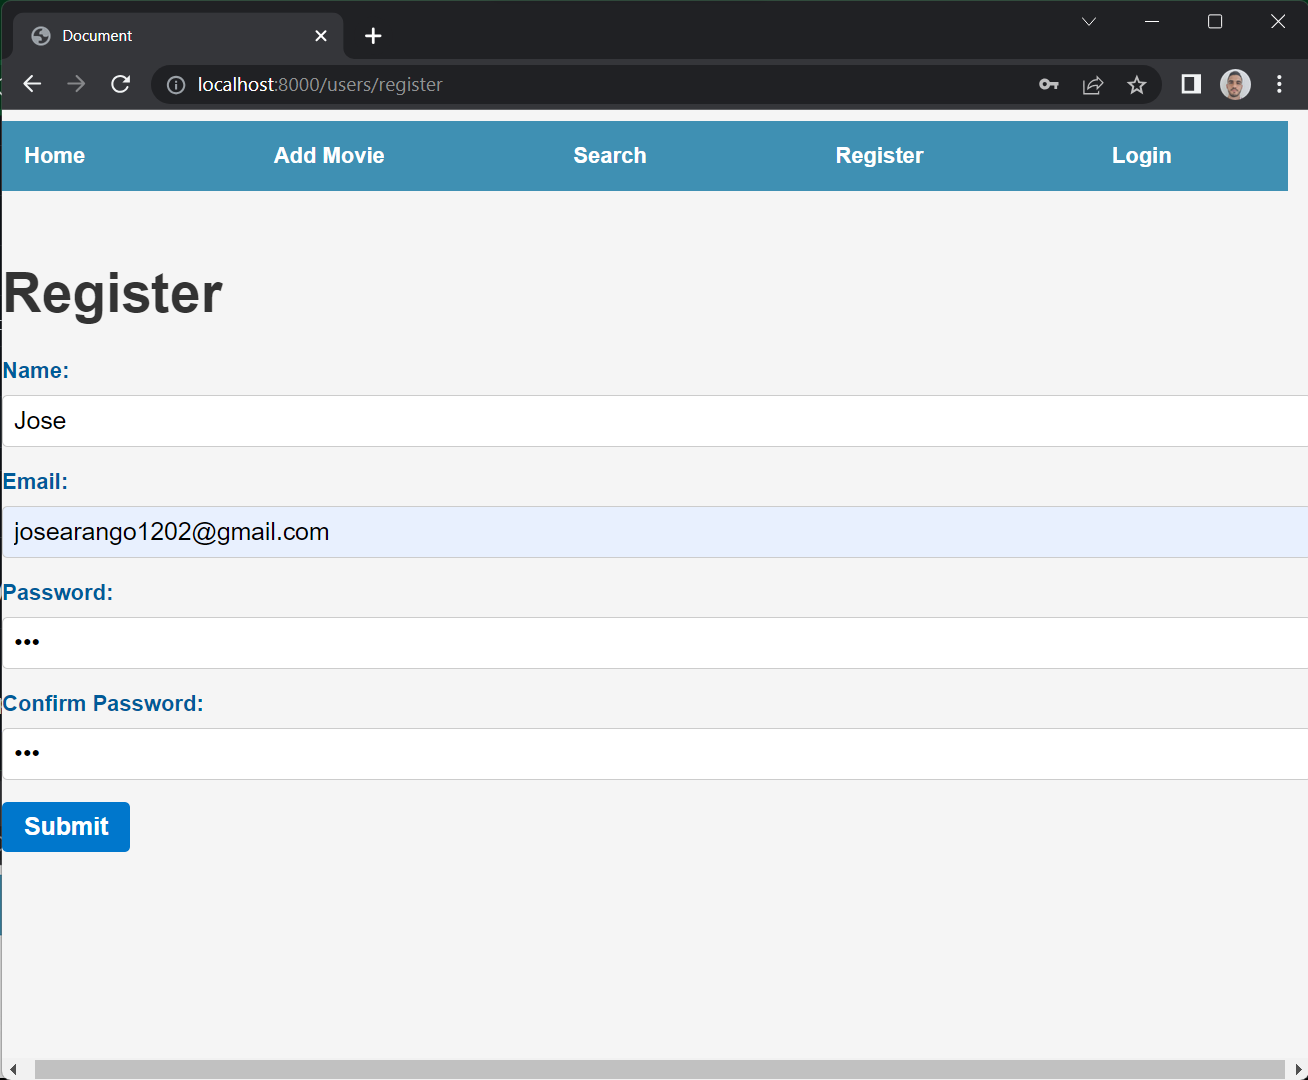 Document
localhost:8000/users/register
Home Add Movie Search Register Login
Register
Name:
Jose
Email:
josearango1202@gmail.com
Password:
•••
Confirm Password:
•••
Submit